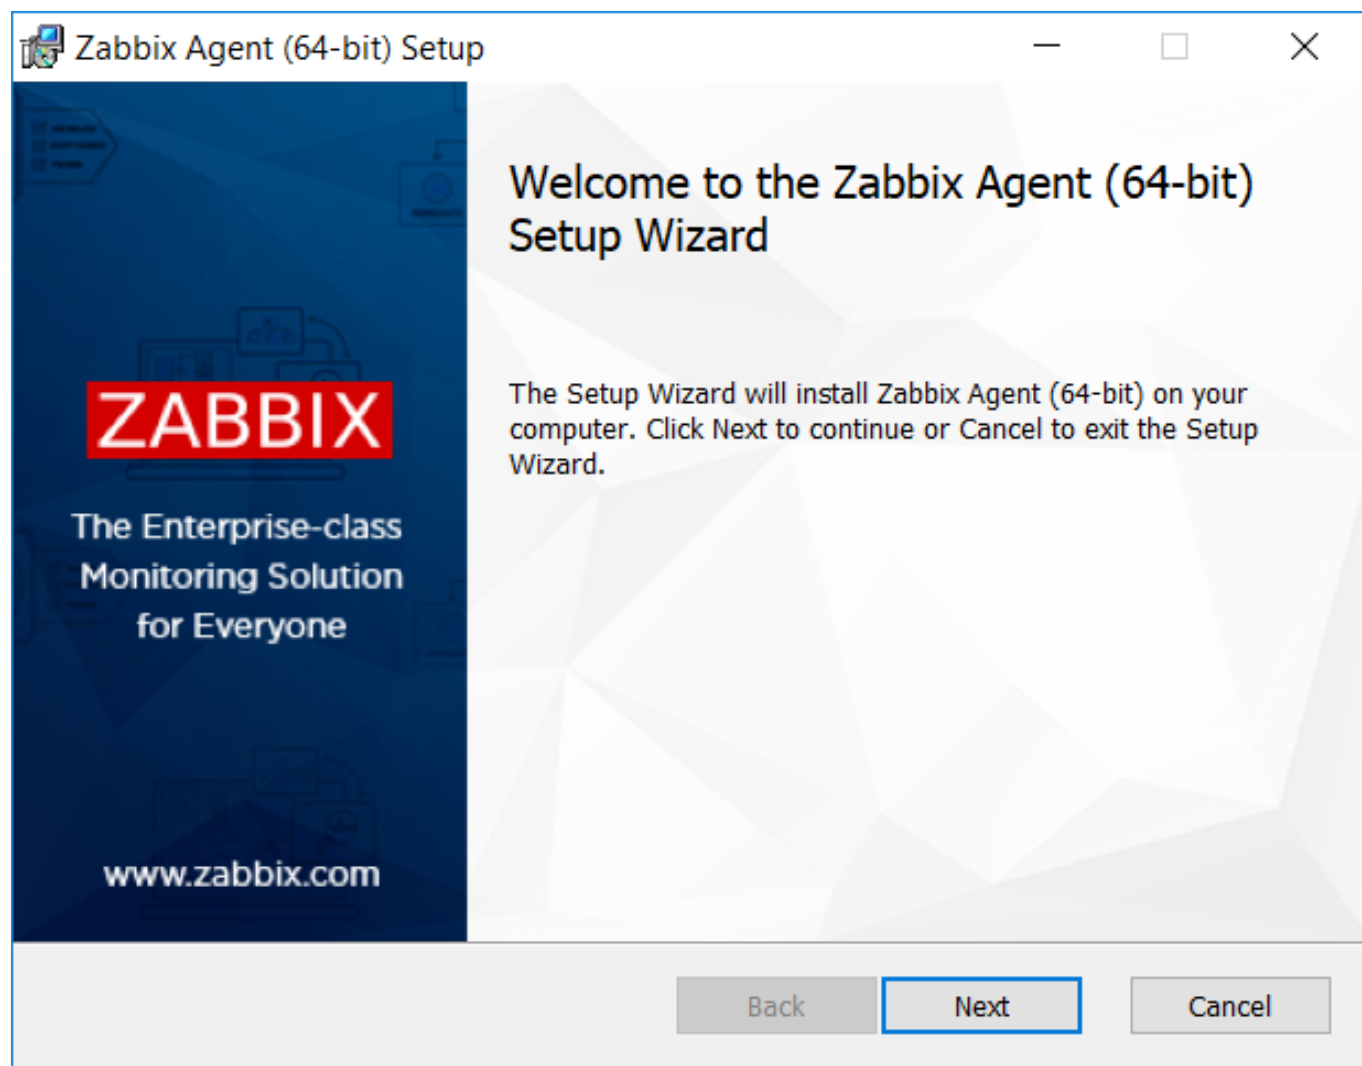 Zabbix Agent (64-bit) Setup
Welcome to the Zabbix Agent (64-bit)
Setup Wizard
The Setup Wizard will install Zabbix Agent (64-bit) on your
computer. Click Next to continue or Cancel to exit the Setup
Wizard.
ZABBIX
The Enterprise-class
Monitoring Solution
for Everyone
www.zabbix.com
Back
Next
Cancel